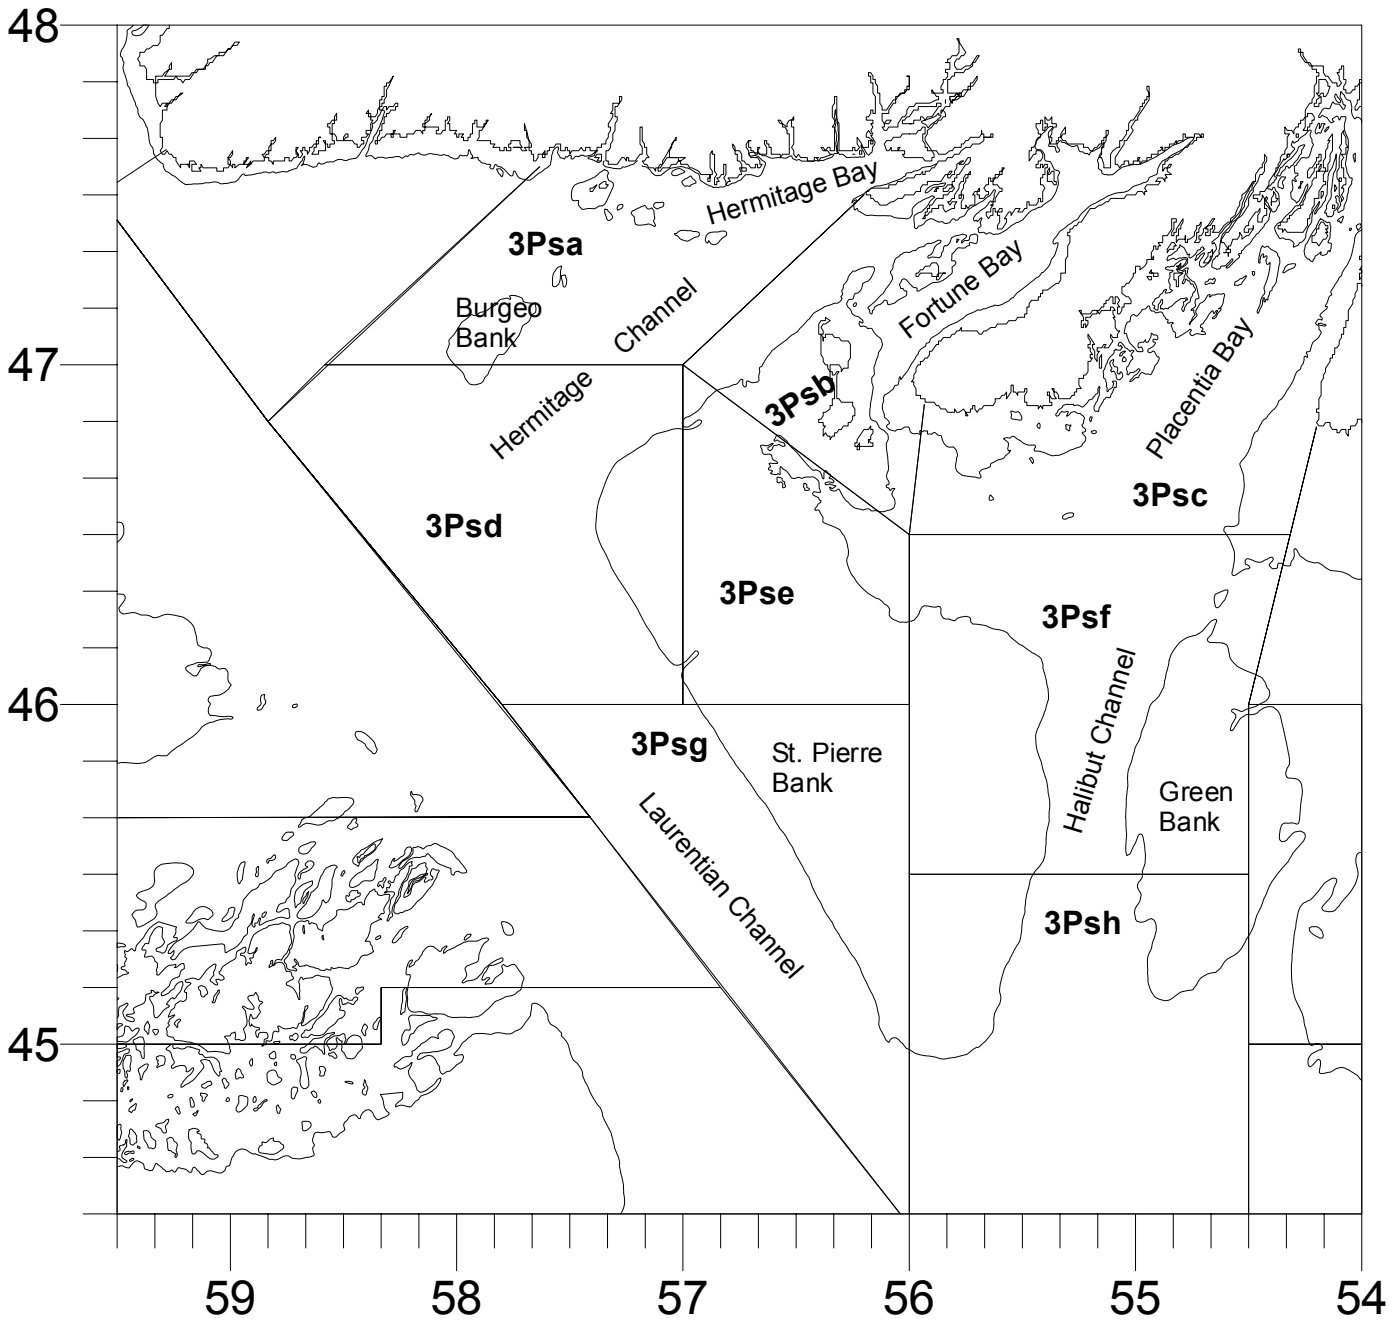 48
Hermitage Bay
3Psa
Fortune Bay
Burgeo
Bank
Channel
47
Hermitage
3Psb
Placentia Bay
3Psc
3Psd
3Pse
3Psf
Halibut Channel
46
3Psg
St. Pierre
Bank
Green
Bank
Laurentian Channel
3Psh
45
59 58 57 56 55 54